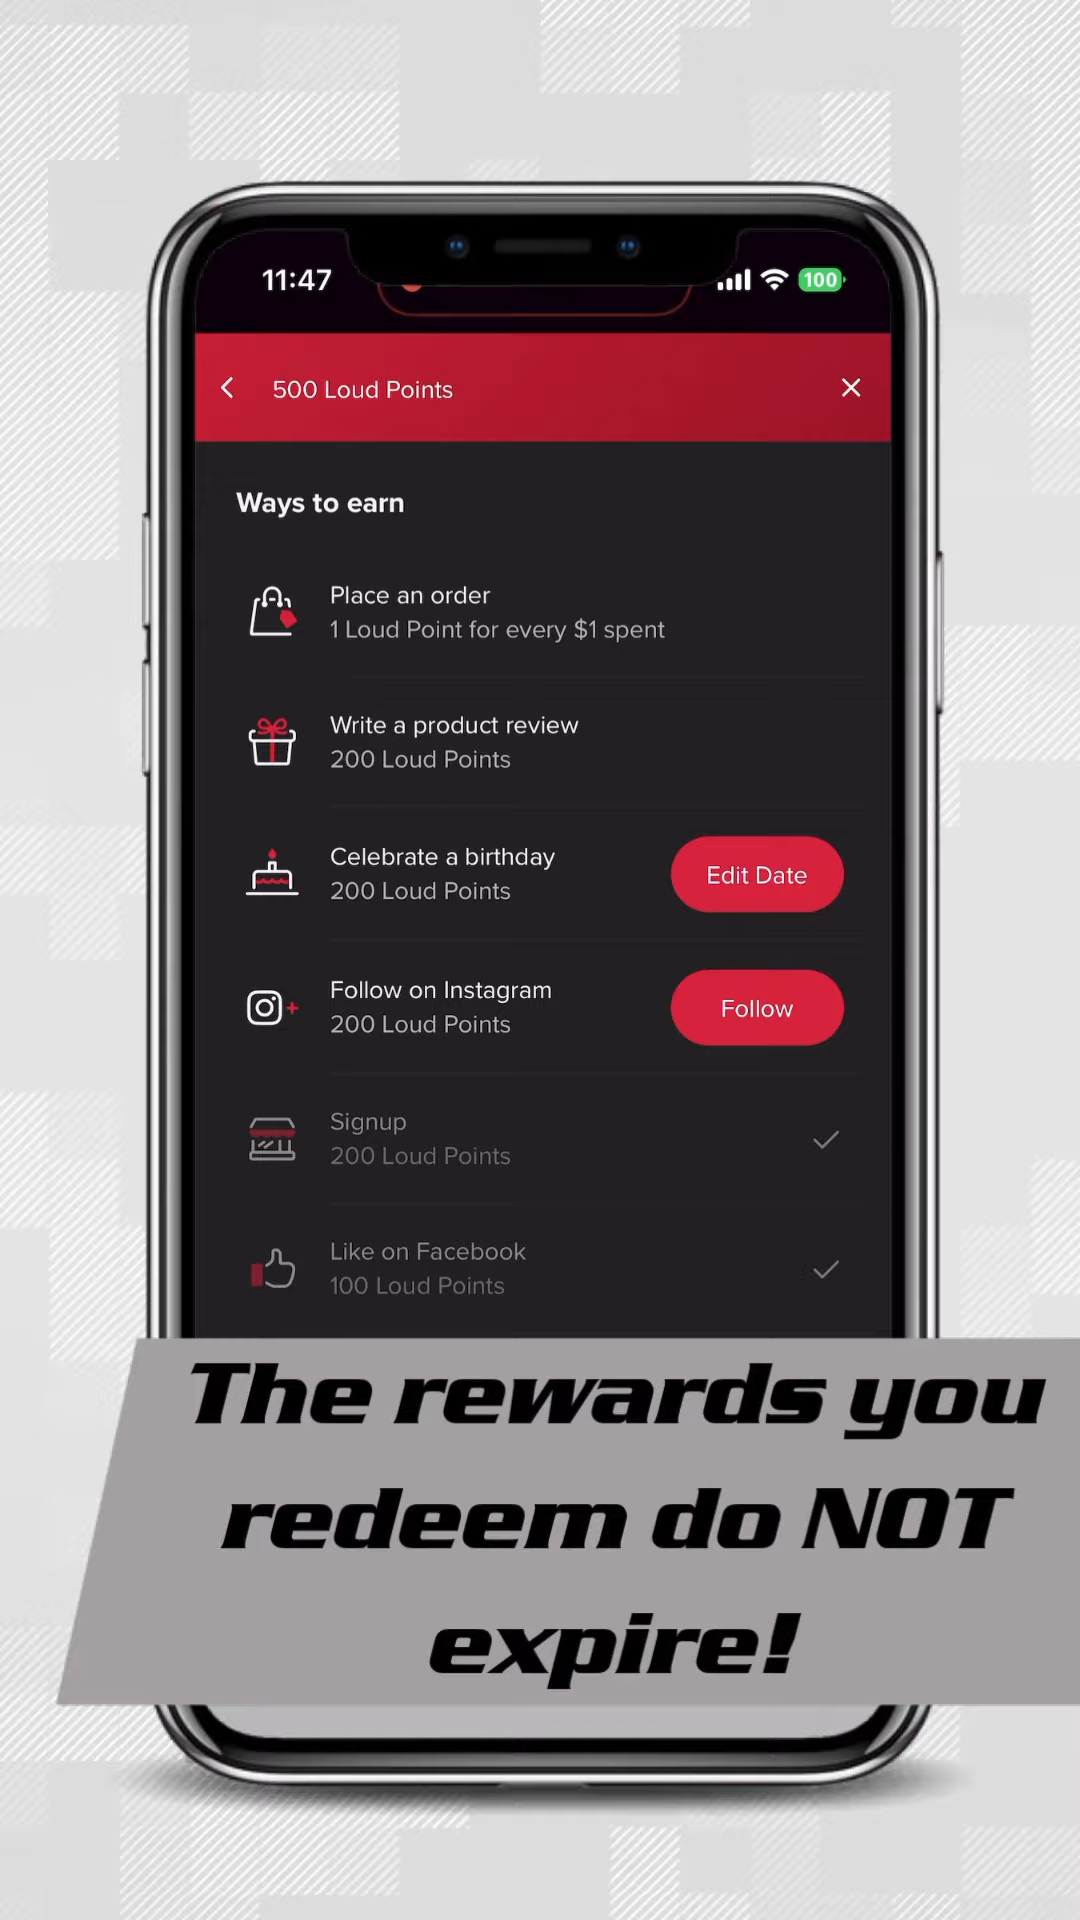 11:47
100
500 Loud Points
Ways to earn
Place an order
1 Loud Point for every $1 spent
Write a product review
200 Loud Points
Celebrate a birthday
200 Loud Points
Edit Date
Follow on Instagram
200 Loud Points
Follow
Signup
200 Loud Points
Like on Facebook
100 Loud Points
The rewards you
redeem do NOT
expire!